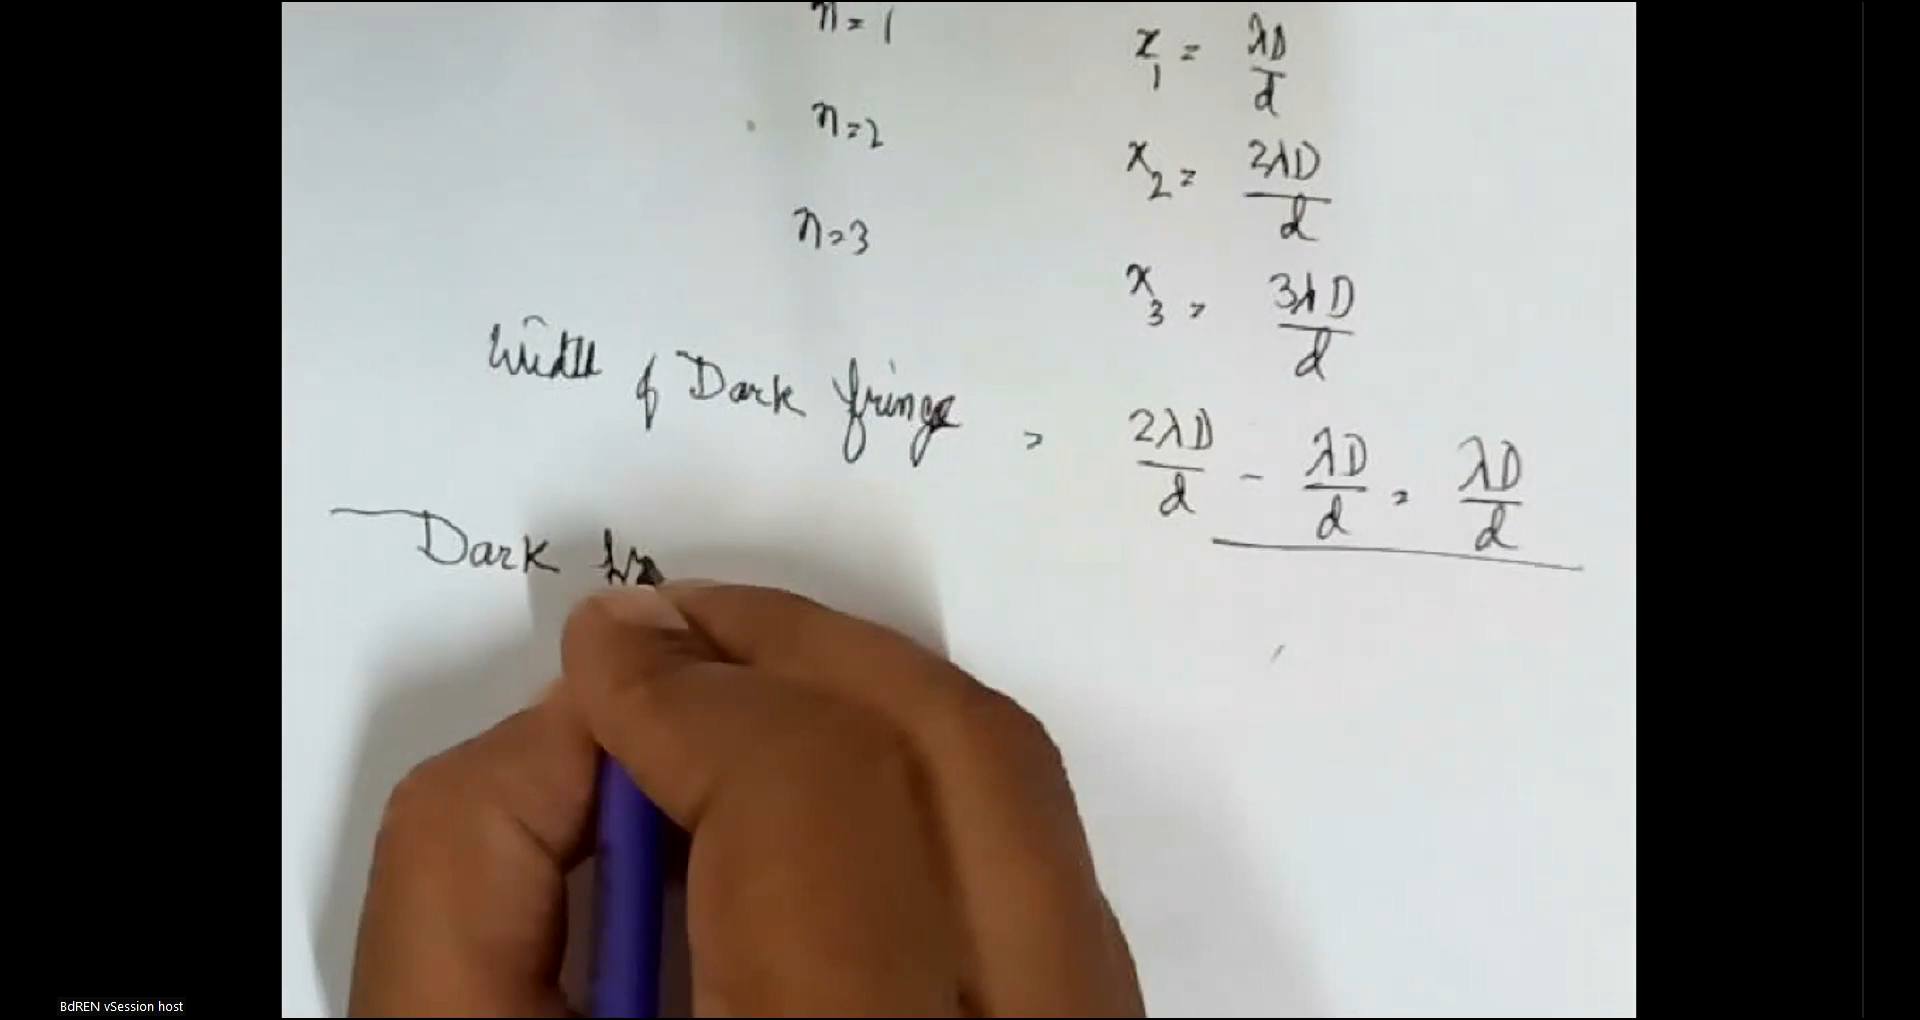 n = 1 x₁ = λD/d
n = 2 x₂ = 2λD/d
n = 3 x₃ = 3λD/d
Width of Dark fringe = 2λD/d - λD/d = λD/d
Dark
BdREN vSession host